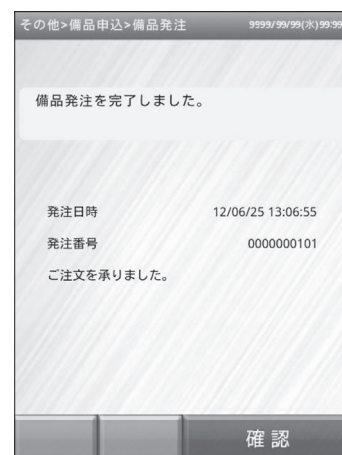 その他>備品申込>備品発注 9999/99/99(水)99:99
備品発注を完了しました。
発注日時 12/06/25 13:06:55
発注番号 0000000101
ご注文を承りました。
確認